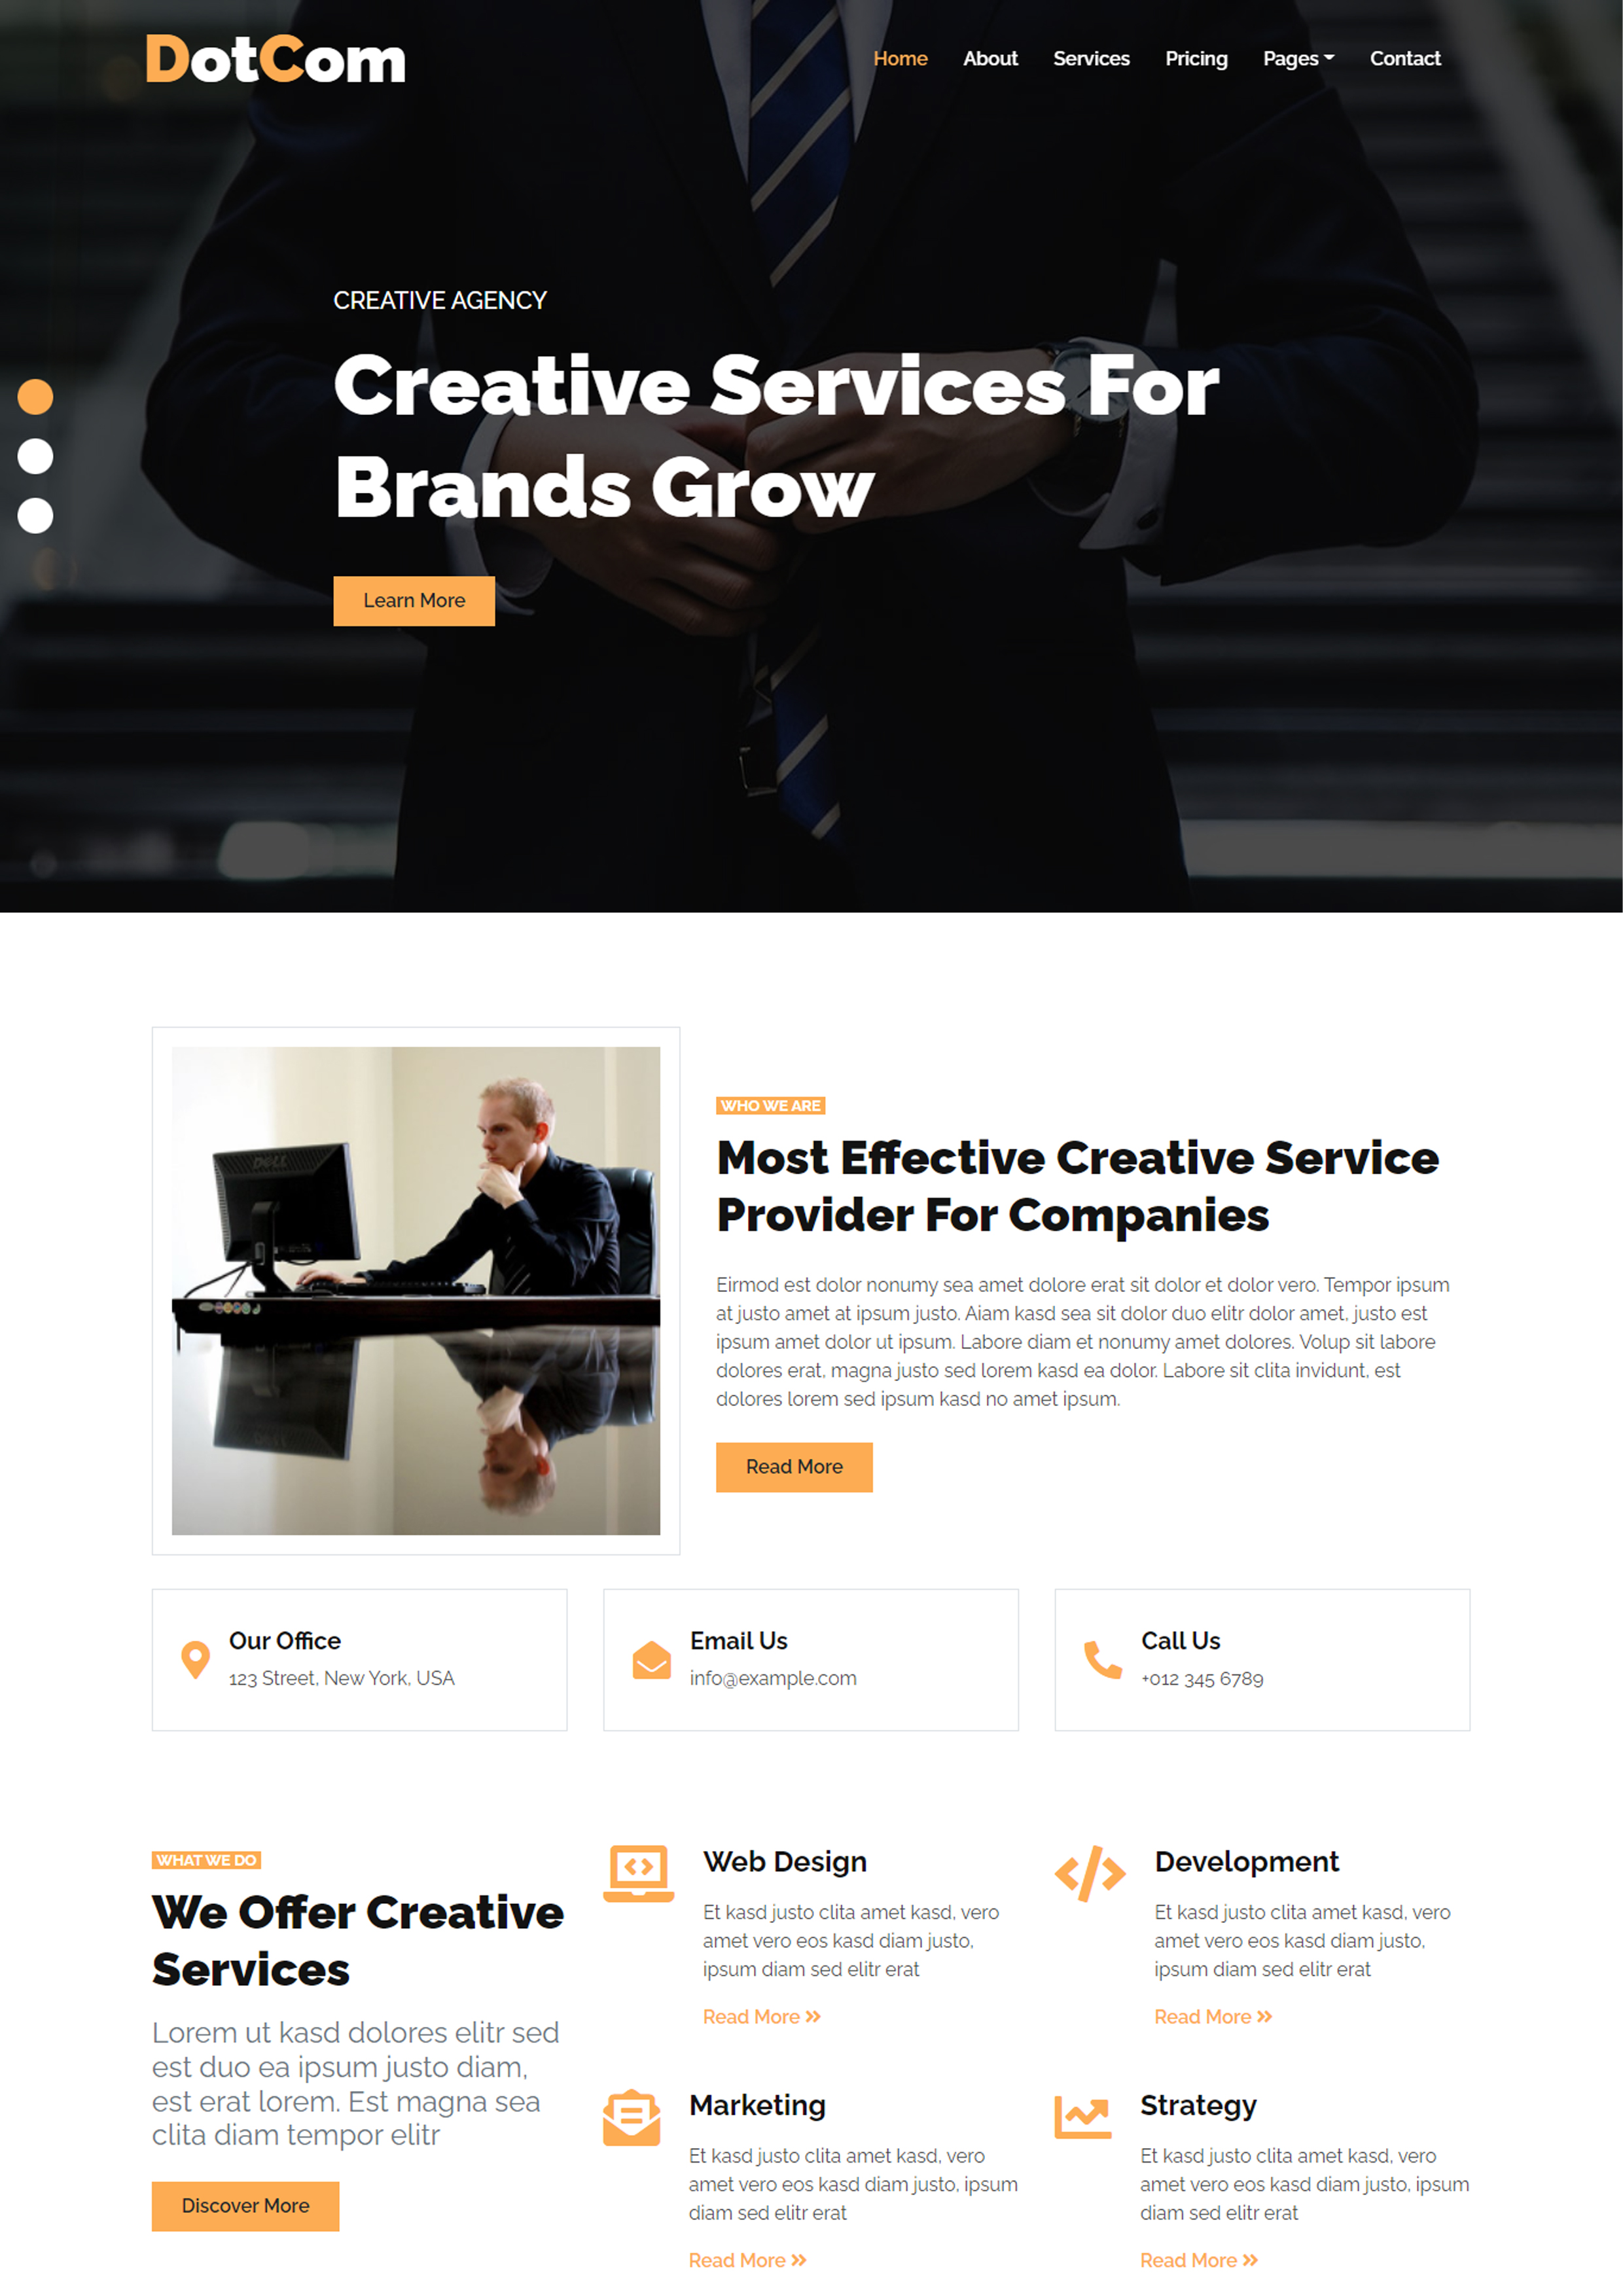 DotCom
Home About Services Pricing Pages Contact
CREATIVE AGENCY
Creative Services For
Brands Grow
Learn More
DELL
WHO WE ARE
Most Effective Creative Service
Provider For Companies
Eirmod est dolor nonumy sea amet dolore erat sit dolor et dolor vero. Tempor ipsum
at justo amet at ipsum justo. Aiam kasd sea sit dolor duo elitr dolor amet, justo est
ipsum amet dolor ut ipsum. Labore diam et nonumy amet dolores. Volup sit labore
dolores erat, magna justo sed lorem kasd ea dolor. Labore sit clita invidunt, est
dolores lorem sed ipsum kasd no amet ipsum.
Read More
Our Office
123 Street, New York, USA
Email Us
info@example.com
Call Us
+012 345 6789
WHAT WE DO
We Offer Creative
Services
Lorem ut kasd dolores elitr sed
est duo ea ipsum justo diam,
est erat lorem. Est magna sea
clita diam tempor elitr
Discover More
Web Design
Et kasd justo clita amet kasd, vero
amet vero eos kasd diam justo,
ipsum diam sed elitr erat
Read More
Development
Et kasd justo clita amet kasd, vero
amet vero eos kasd diam justo,
ipsum diam sed elitr erat
Read More
Marketing
Et kasd justo clita amet kasd, vero
amet vero eos kasd diam justo, ipsum
diam sed elitr erat
Read More
Strategy
Et kasd justo clita amet kasd, vero
amet vero eos kasd diam justo, ipsum
diam sed elitr erat
Read More